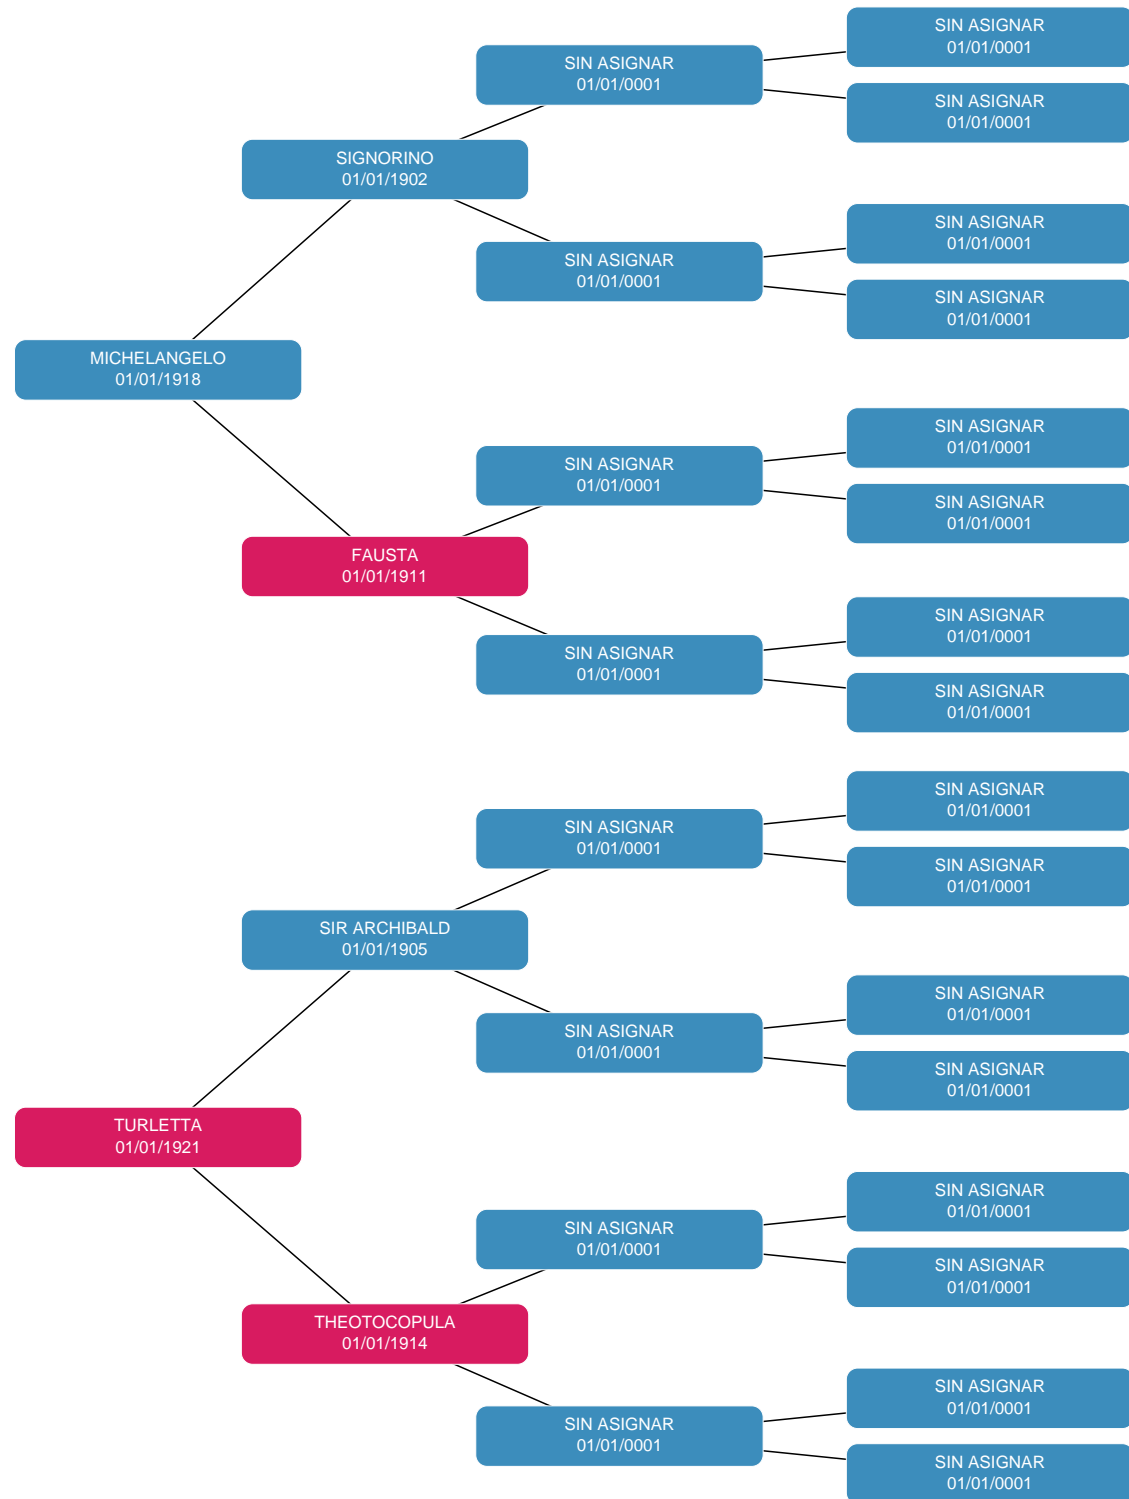 SIN ASIGNAR
01/01/0001
SIN ASIGNAR
01/01/0001
SIN ASIGNAR
01/01/0001
SIGNORINO
01/01/1902
SIN ASIGNAR
01/01/0001
SIN ASIGNAR
01/01/0001
SIN ASIGNAR
01/01/0001
MICHELANGELO
01/01/1918
SIN ASIGNAR
01/01/0001
SIN ASIGNAR
01/01/0001
SIN ASIGNAR
01/01/0001
FAUSTA
01/01/1911
SIN ASIGNAR
01/01/0001
SIN ASIGNAR
01/01/0001
SIN ASIGNAR
01/01/0001
SIN ASIGNAR
01/01/0001
SIN ASIGNAR
01/01/0001
SIN ASIGNAR
01/01/0001
SIR ARCHIBALD
01/01/1905
SIN ASIGNAR
01/01/0001
SIN ASIGNAR
01/01/0001
SIN ASIGNAR
01/01/0001
TURLETTA
01/01/1921
SIN ASIGNAR
01/01/0001
SIN ASIGNAR
01/01/0001
SIN ASIGNAR
01/01/0001
THEOTOCOPULA
01/01/1914
SIN ASIGNAR
01/01/0001
SIN ASIGNAR
01/01/0001
SIN ASIGNAR
01/01/0001